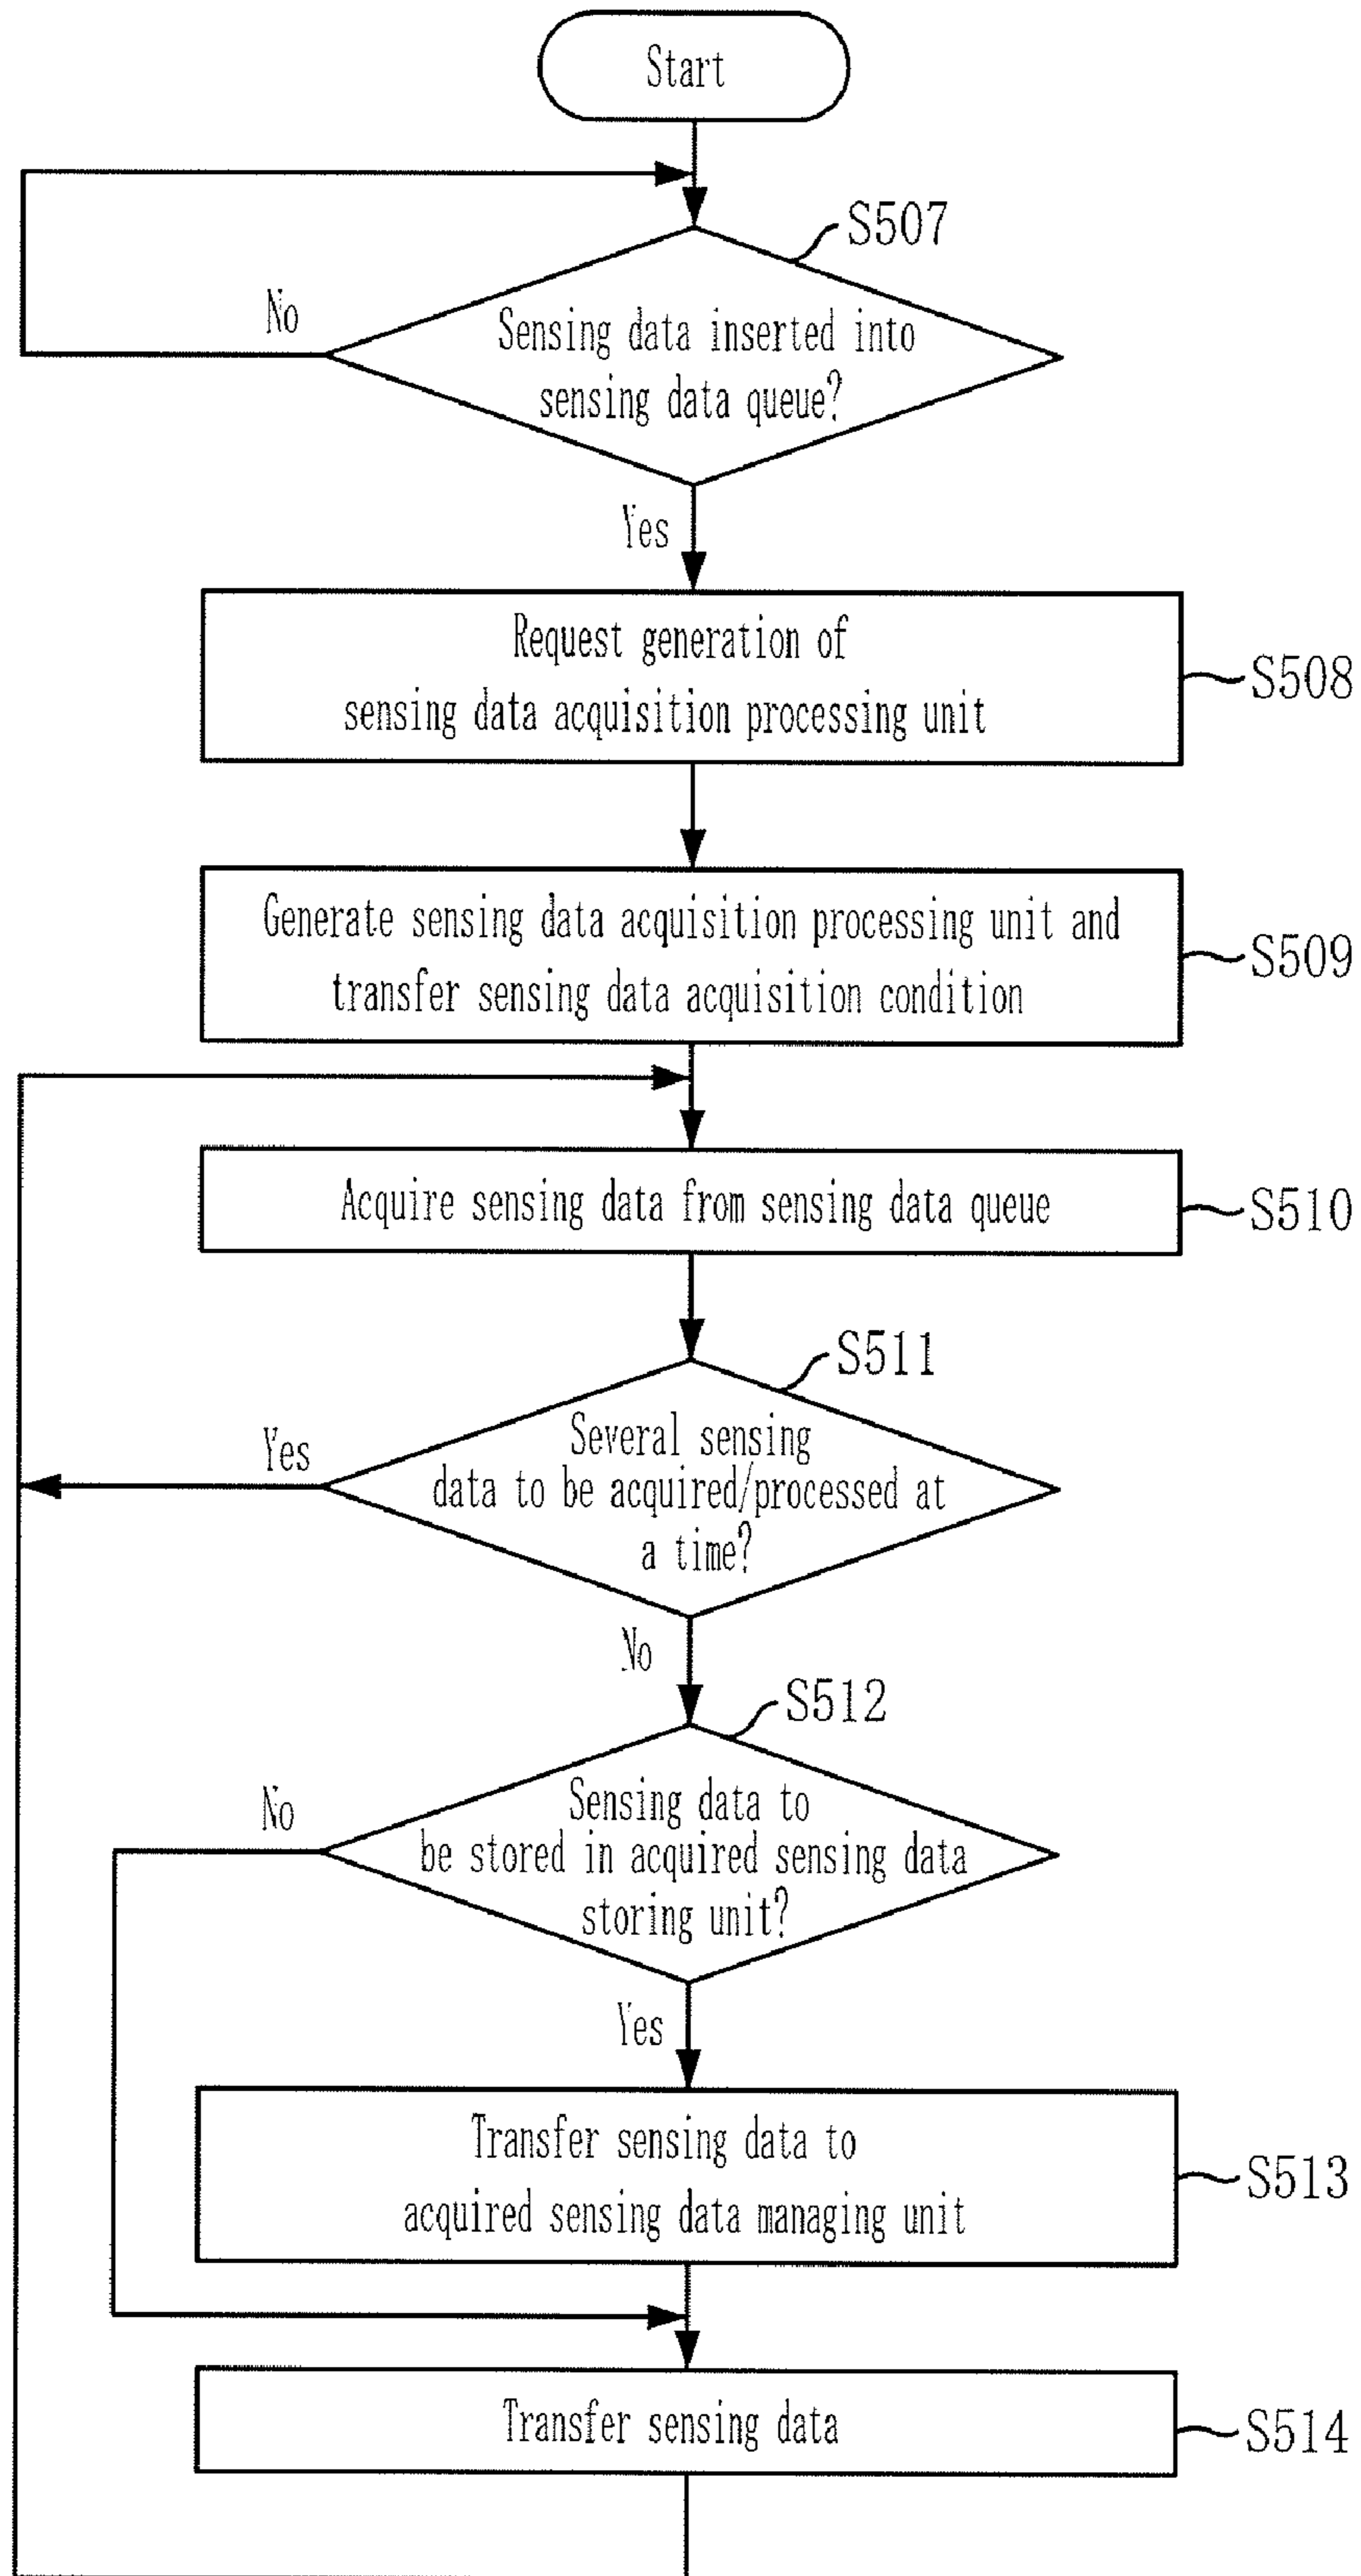 Start
S507
No
Sensing data inserted into
sensing data queue?
Yes
Request generation of
sensing data acquisition processing unit
S508
Generate sensing data acquisition processing unit and
transfer sensing data acquisition condition
S509
Acquire sensing data from sensing data queue
S510
S511
Yes
Several sensing
data to be acquired/processed at
a time?
No
S512
No
Sensing data to
be stored in acquired sensing data
storing unit?
Yes
Transfer sensing data to
acquired sensing data managing unit
S513
Transfer sensing data
S514